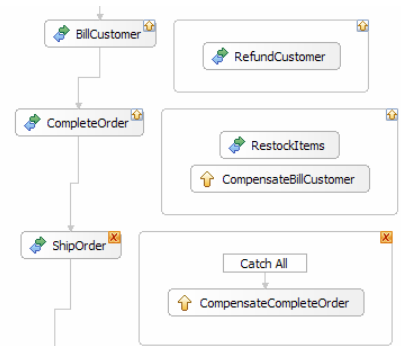 BillCustomer
RefundCustomer
CompleteOrder
RestockItems
CompensateBillCustomer
ShipOrder
Catch All
CompensateCompleteOrder